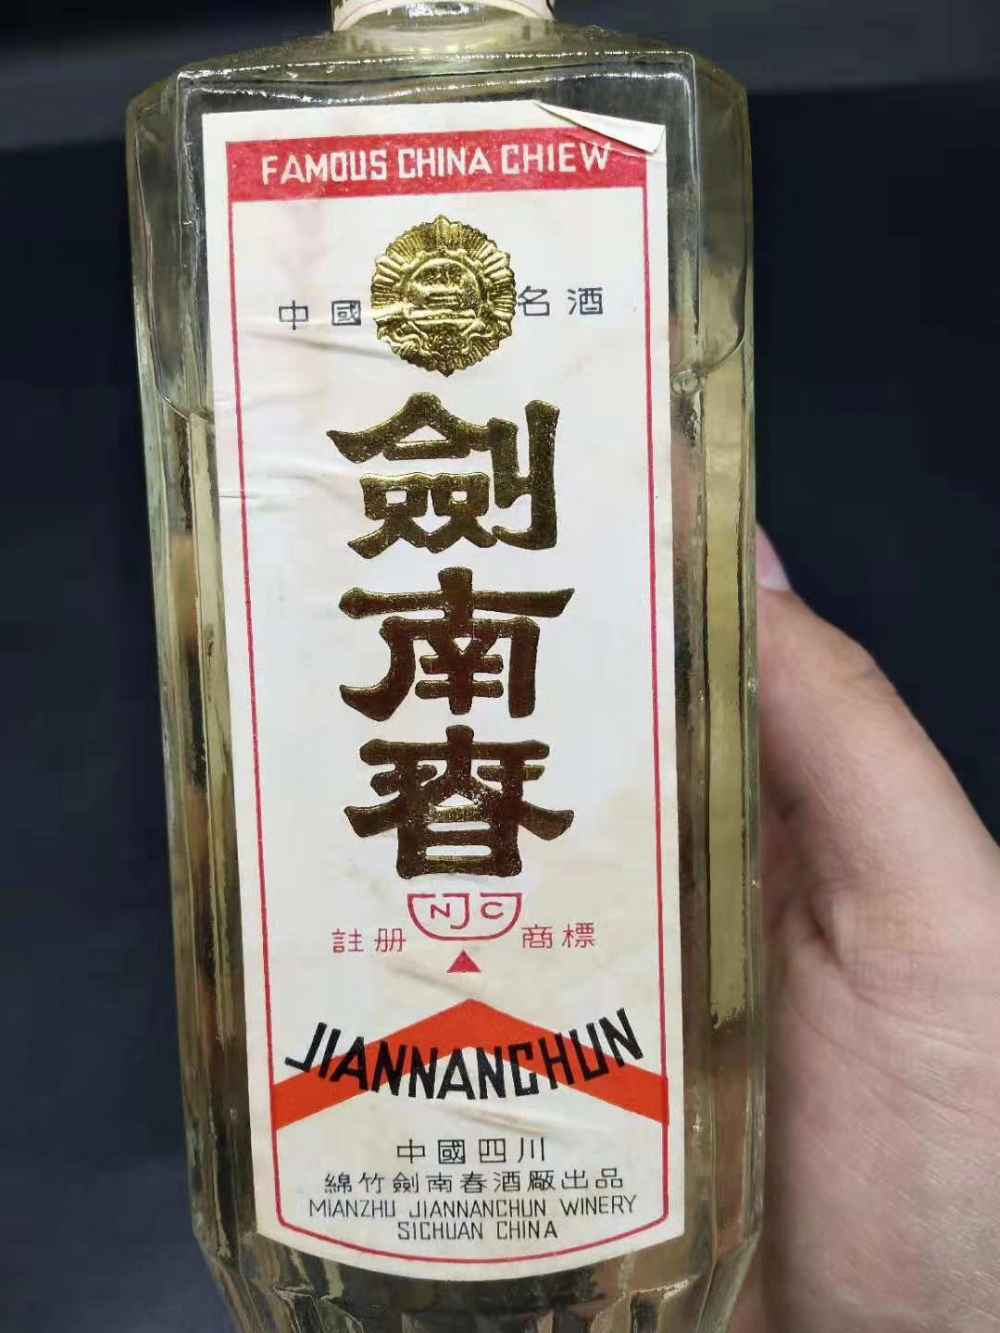 FAMOUS CHINA CHIEW
中國 名酒
劍南春
NJC
註册 商標
JIANNANCHUN
中國四川
綿竹劍南春酒厰出品
MIANZHU JIANNANCHUN WINERY
SICHUAN CHINA